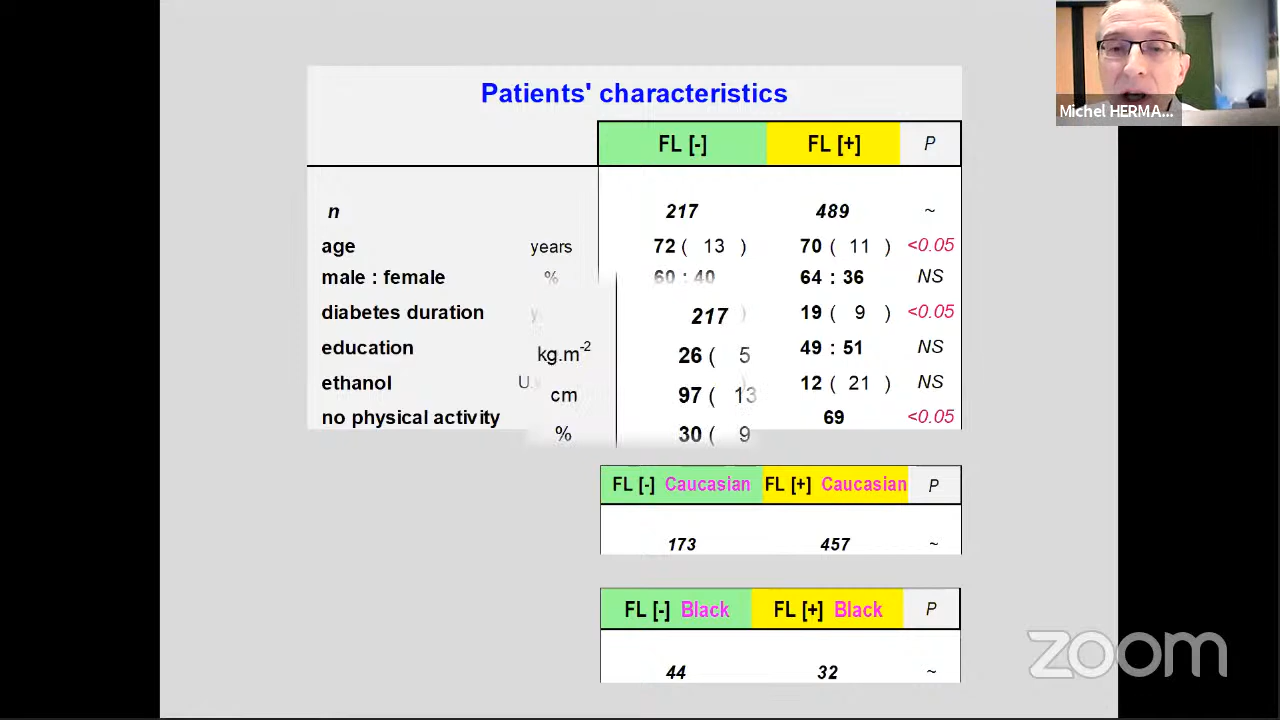 Patients' characteristics
FL [-] FL [+] P
n 217 489 ~
age years 72 ( 13 ) 70 ( 11 ) <0.05
male : female % 60 : 40 64 : 36 NS
diabetes duration 217 19 ( 9 ) <0.05
education kg.m-2 26 ( 5 49 : 51 NS
ethanol U. cm 97 ( 13 12 ( 21 ) NS
no physical activity % 30 ( 9 69 <0.05
FL [-] Caucasian FL [+] Caucasian P
173 457 ~
FL [-] Black FL [+] Black P
44 32 ~
Michel HERMA...
zoom